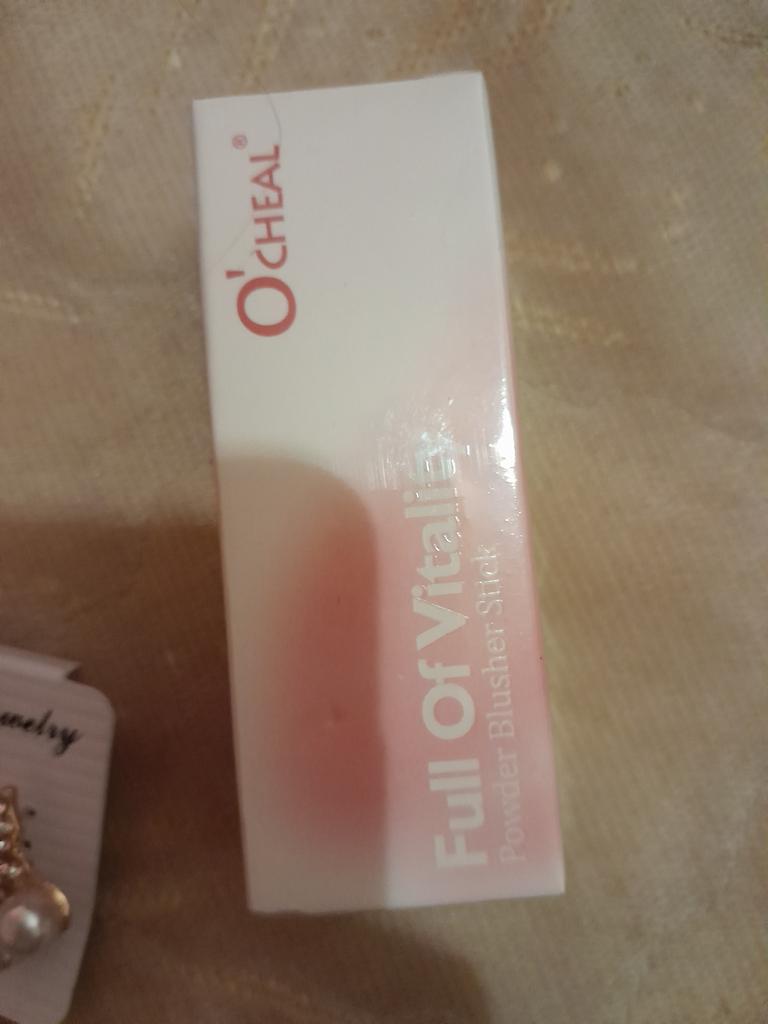 O'CHEAL®
Full Of Vitality
Powder Blusher Stick